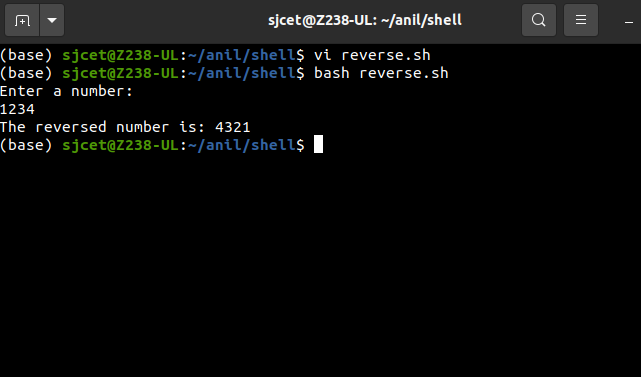 sjcet@Z238-UL: ~/anil/shell
(base) sjcet@Z238-UL:~/anil/shell$ vi reverse.sh
(base) sjcet@Z238-UL:~/anil/shell$ bash reverse.sh
Enter a number:
1234
The reversed number is: 4321
(base) sjcet@Z238-UL:~/anil/shell$